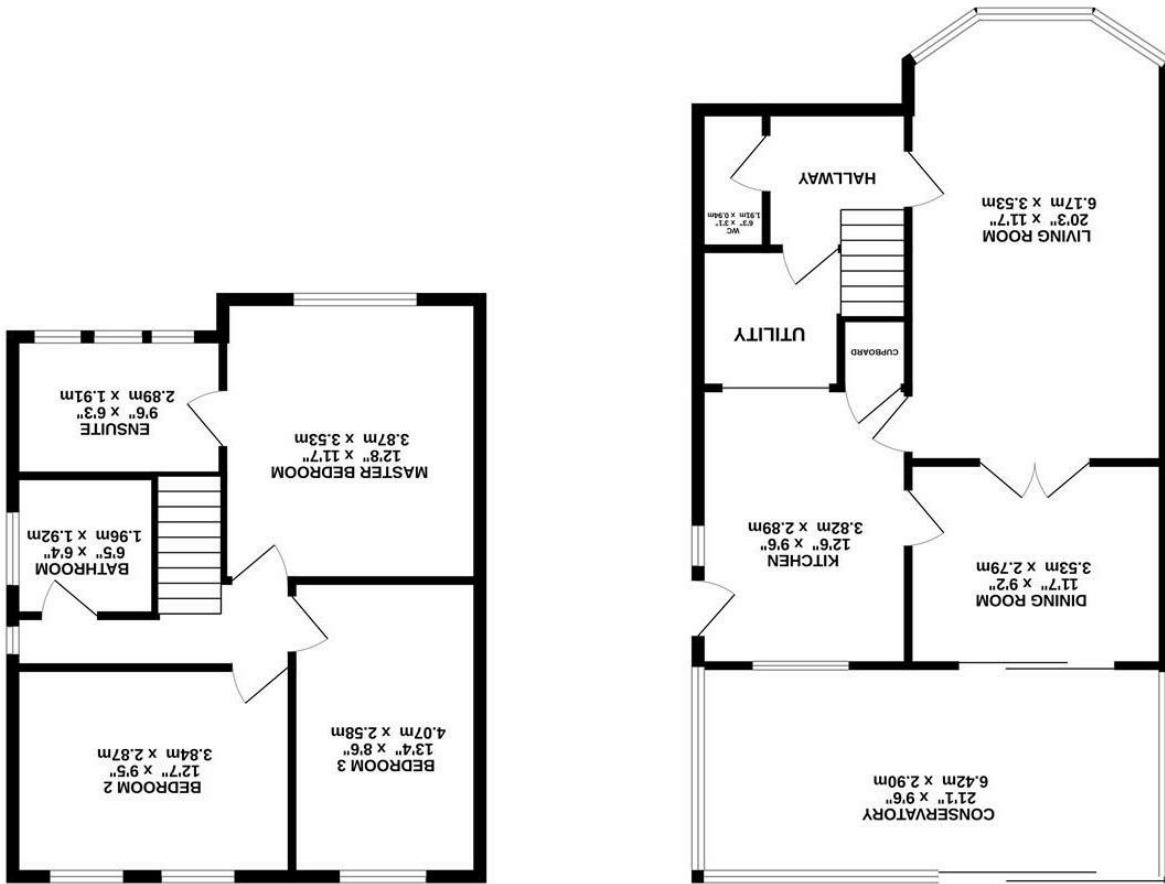 CONSERVATORY
21'1" x 9'6"
6.42m x 2.90m
DINING ROOM
11'7" x 9'2"
3.53m x 2.79m
KITCHEN
12'6" x 9'6"
3.82m x 2.89m
CUPBOARD
UTILITY
LIVING ROOM
20'3" x 11'7"
6.17m x 3.53m
WC
6'3" x 3'1"
1.91m x 0.94m
HALLWAY
BEDROOM 3
13'4" x 8'6"
4.07m x 2.58m
BEDROOM 2
12'7" x 9'5"
3.84m x 2.87m
BATHROOM
6'5" x 6'4"
1.96m x 1.92m
MASTER BEDROOM
12'8" x 11'7"
3.87m x 3.53m
ENSUITE
9'6" x 6'3"
2.89m x 1.91m